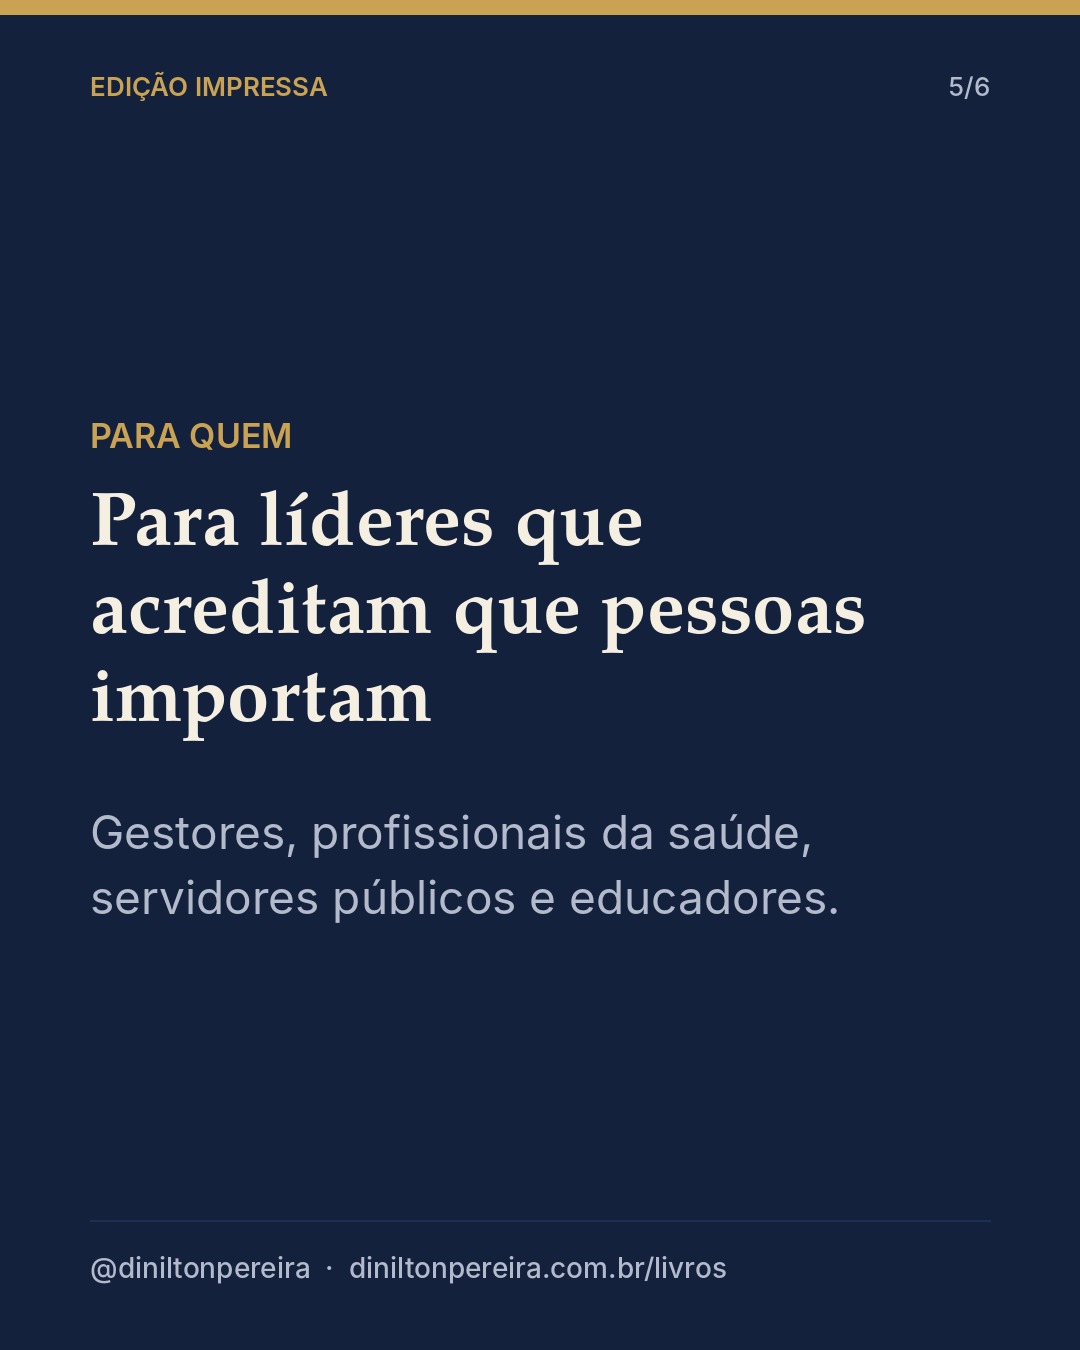 EDIÇÃO IMPRESSA
5/6
PARA QUEM
Para líderes que
acreditam que pessoas
importam
Gestores, profissionais da saúde,
servidores públicos e educadores.
@diniltonpereira · diniltonpereira.com.br/livros